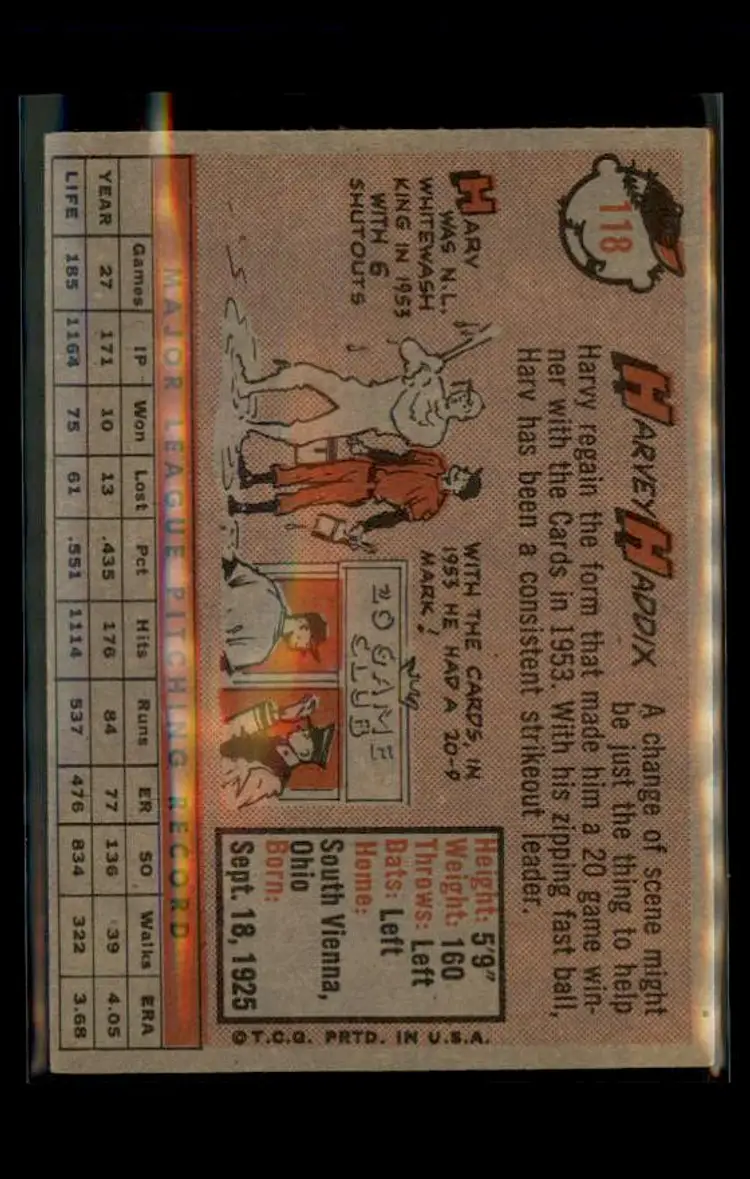 118
HARVEY HADDIX A change of scene might
be just the thing to help
Harvy regain the form that made him a 20 game win-
ner with the Cards in 1953. With his zipping fast ball,
Harv has been a consistent strikeout leader.
HARV
WAS N.L.
WHITEWASH
KING IN 1953
WITH 6
SHUTOUTS
WITH THE CARDS, IN
1953 HE HAD A 20-9
MARK!
20 GAME
CLUB
Height: 5'9"
Weight: 160
Throws: Left
Bats: Left
Home:
South Vienna,
Ohio
Born:
Sept. 18, 1925
©T.C.G. PRTD. IN U.S.A.
MAJOR LEAGUE PITCHING RECORD
Games IP Won Lost Pct Hits Runs ER SO Walks ERA
YEAR 27 171 10 13 .435 176 84 77 136 39 4.05
LIFE 185 1164 75 61 .551 1114 537 476 834 322 3.68